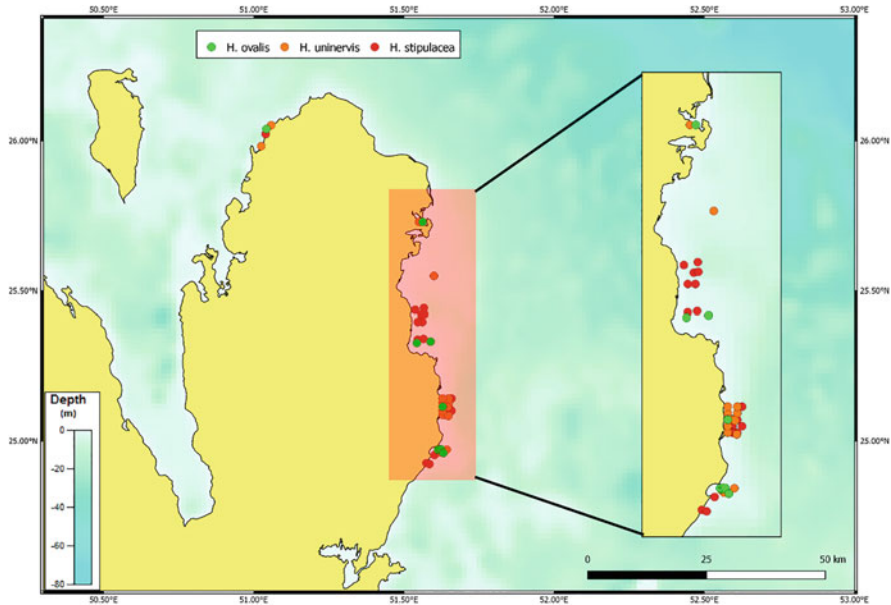 50.50°E 51.00°E 51.50°E 52.00°E 52.50°E 53.00°E
H. ovalis H. uninervis H. stipulacea
26.00°N 26.00°N
25.50°N 25.50°N
25.00°N 25.00°N
Depth
(m)
0
-20
-40
-60
-80
0 25 50 km
50.50°E 51.00°E 51.50°E 52.00°E 52.50°E 53.00°E